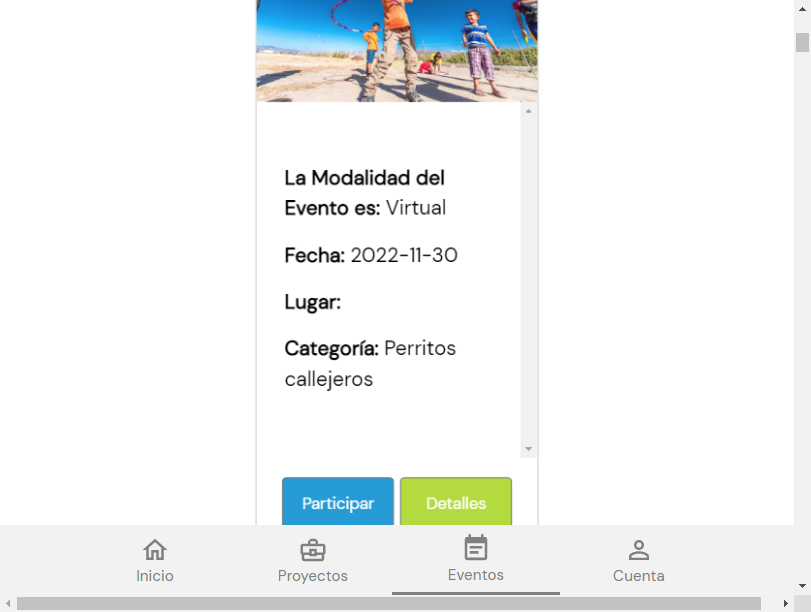 La Modalidad del
Evento es: Virtual
Fecha: 2022-11-30
Lugar:
Categoría: Perritos
callejeros
Participar Detalles
Inicio Proyectos Eventos Cuenta